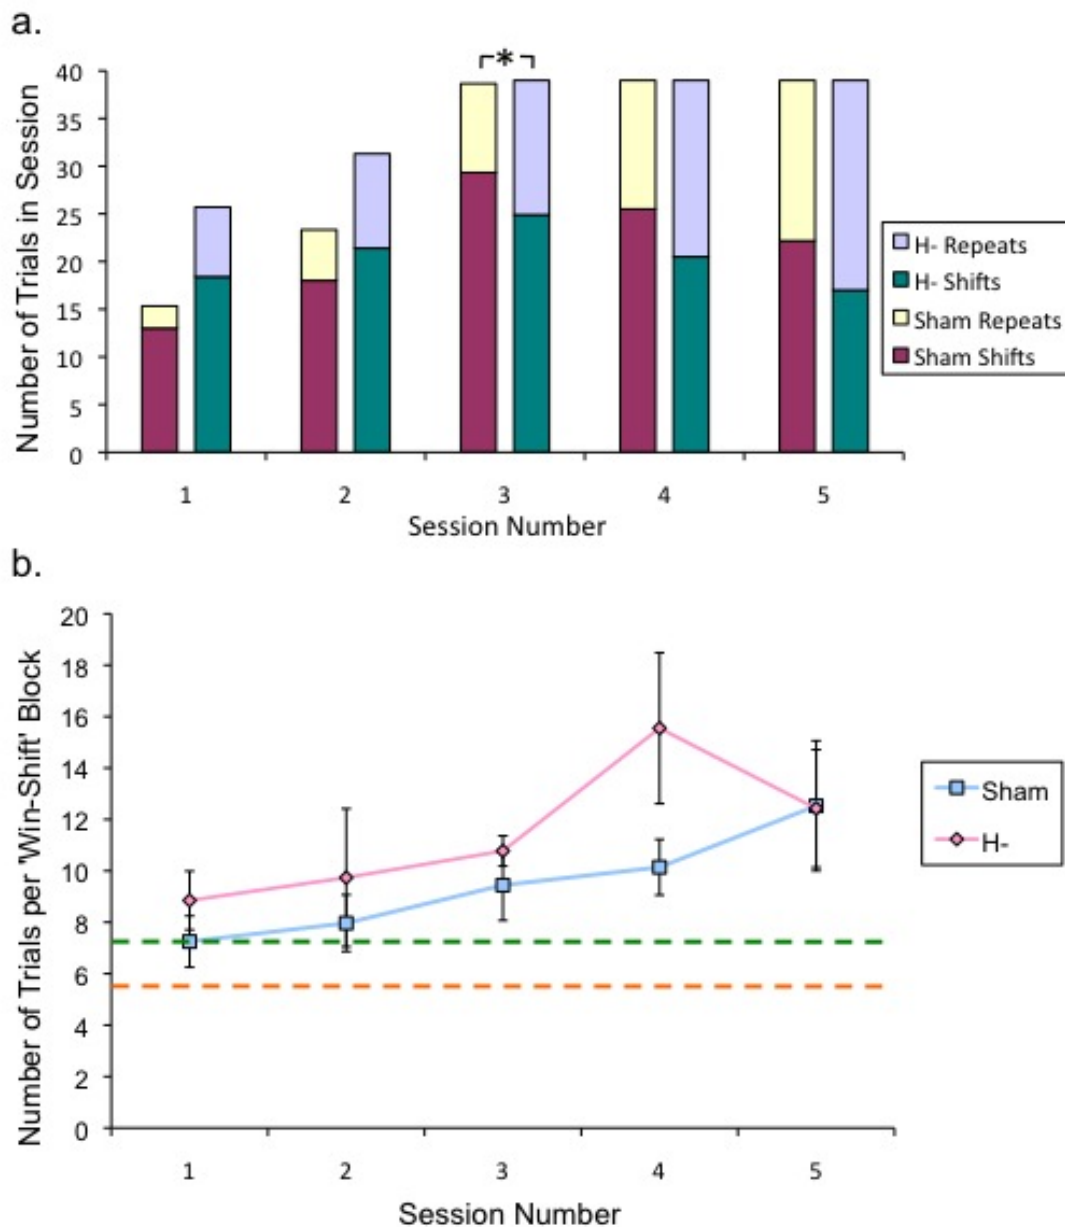 a.
*
40
35
30
25
20
15
10
5
0
Number of Trials in Session
1 2 3 4 5
Session Number
H- Repeats
H- Shifts
Sham Repeats
Sham Shifts
b.
20
18
16
14
12
10
8
6
4
2
0
Number of Trials per 'Win-Shift' Block
1 2 3 4 5
Session Number
Sham
H-